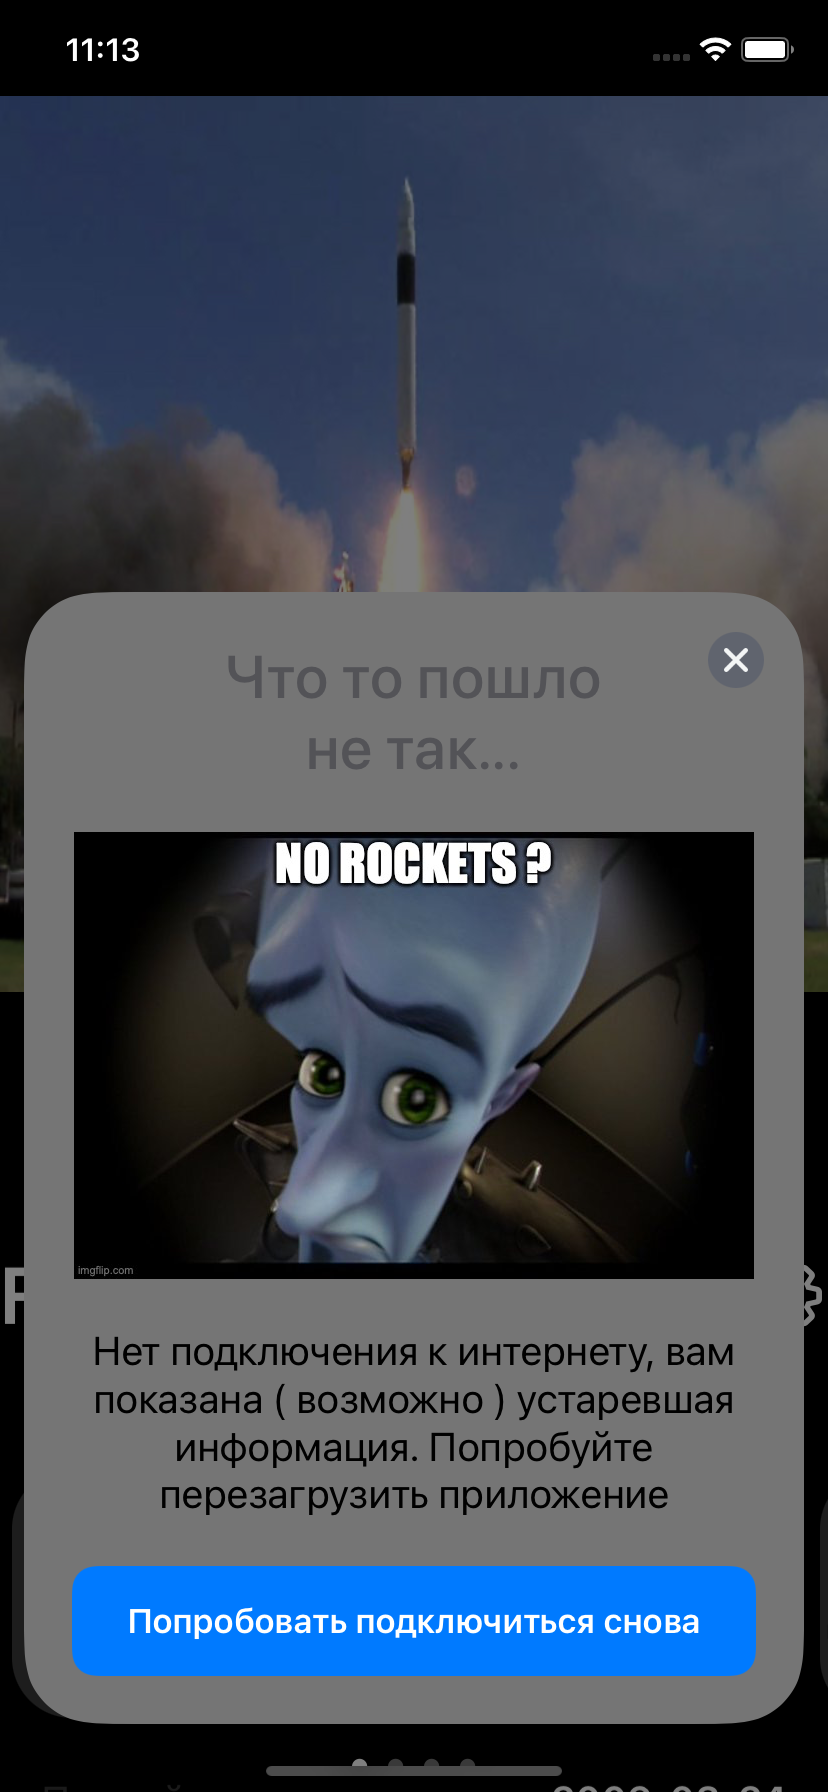 11:13
Что то пошло
не так...
NO ROCKETS ?
imgflip.com
Нет подключения к интернету, вам
показана ( возможно ) устаревшая
информация. Попробуйте
перезагрузить приложение
Попробовать подключиться снова